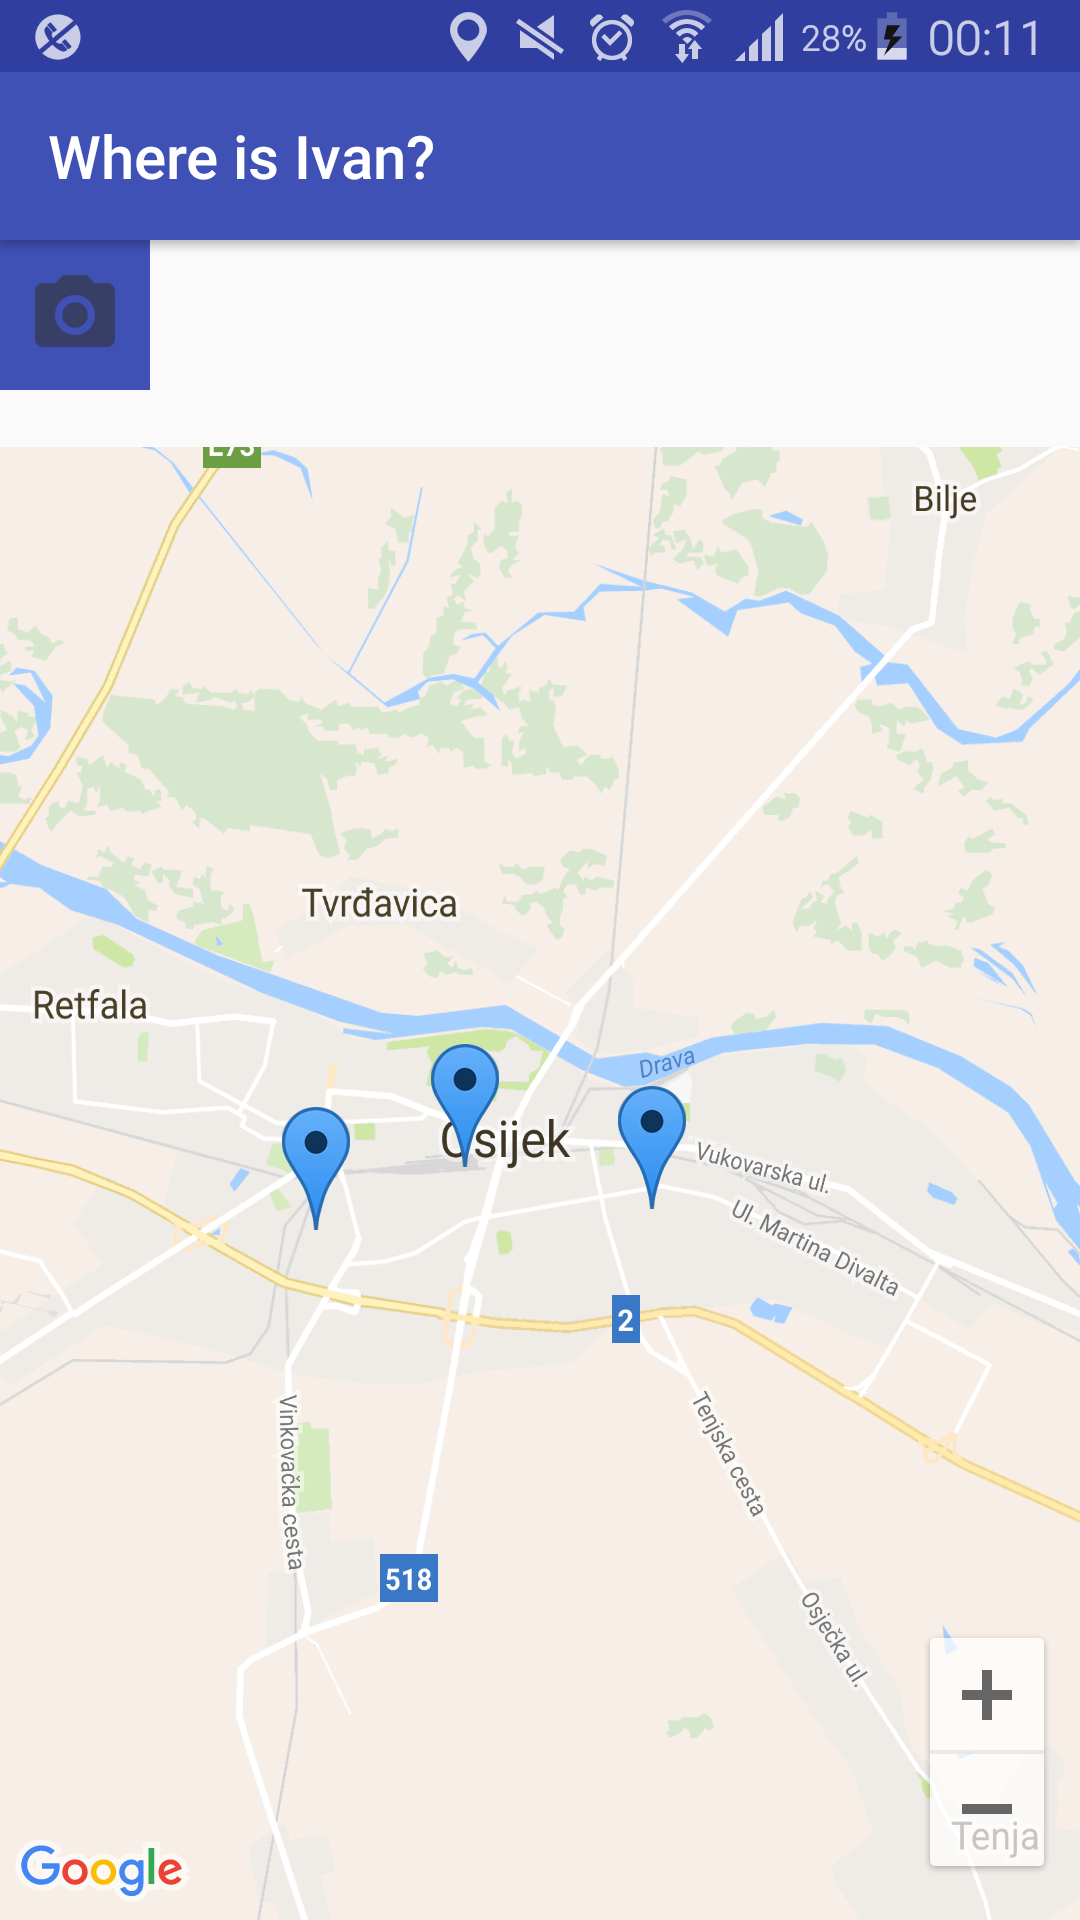 28% 00:11
Where is Ivan?
E73
Bilje
Tvrđavica
Retfala
Drava
Osijek
Vukovarska ul.
Ul. Martina Divalta
2
Vinkovačka cesta
Tenjska cesta
518
Osječka ul.
Tenja
Google